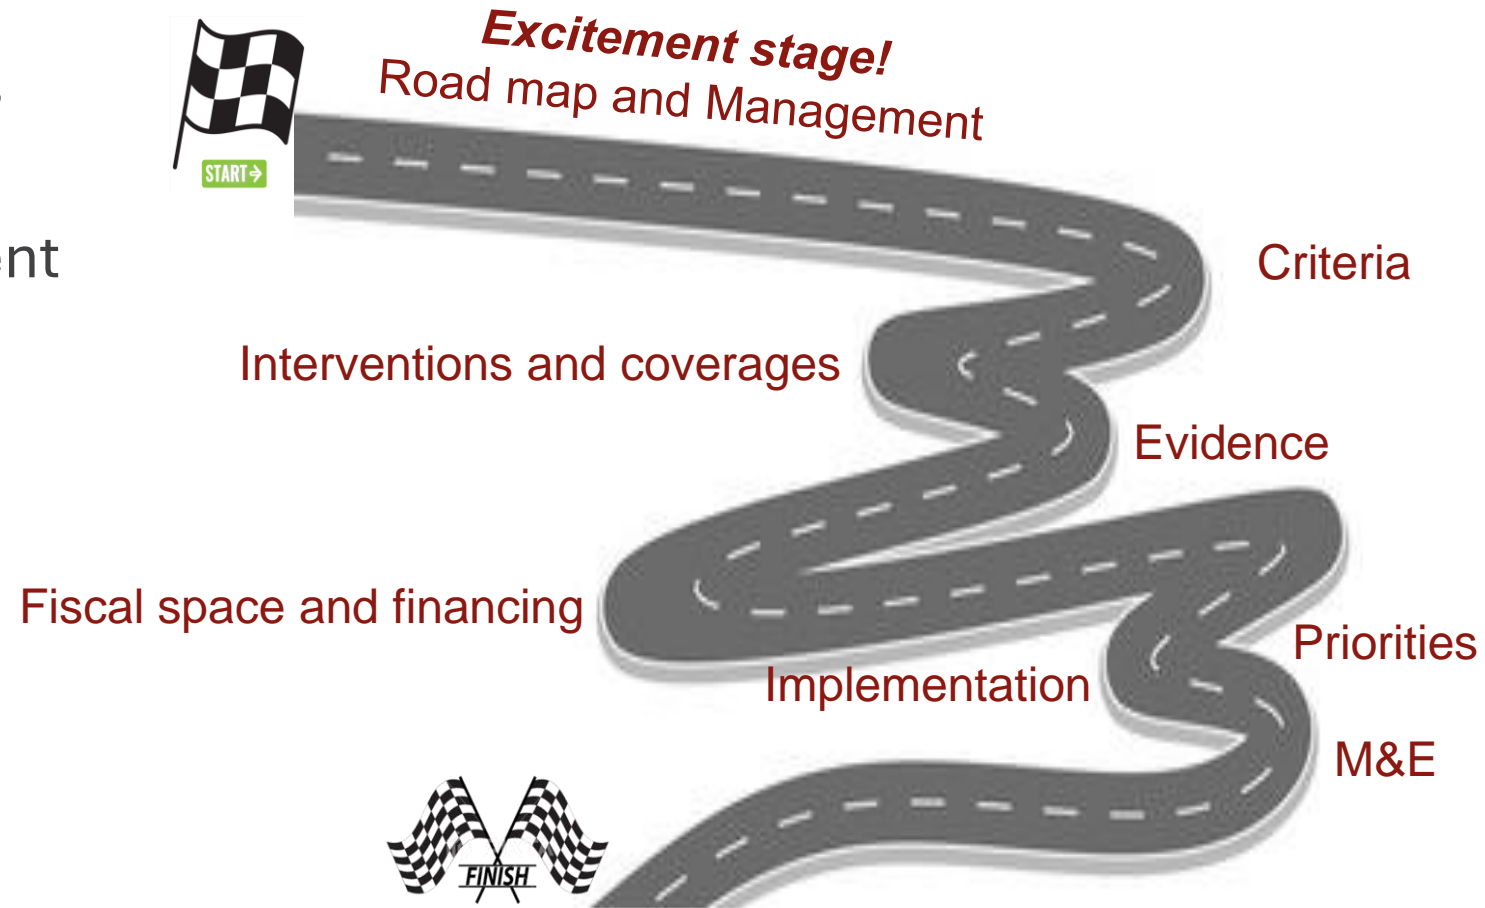 Excitement stage!
Road map and Management
START
Criteria
Interventions and coverages
Evidence
Fiscal space and financing
Priorities
Implementation
M&E
FINISH